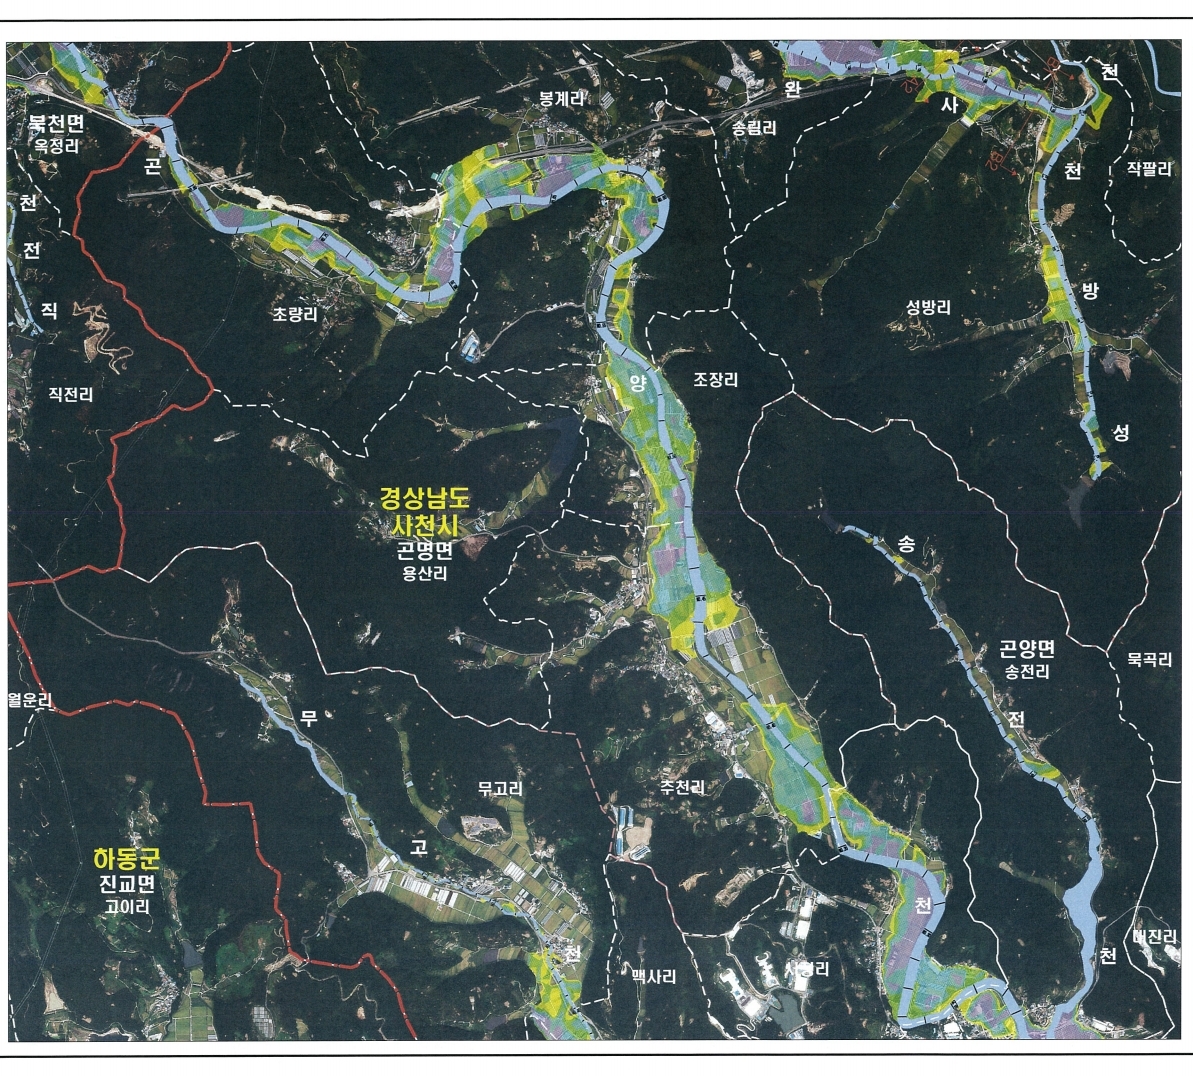 봉계리
완
천
사
북천면
옥정리
송림리
곤
천
작팔리
천
전
방
직
초량리
성방리
양
조장리
직전리
성
경상남도
사천시
곤명면
용산리
송
곤양면
송전리
묵곡리
월운리
무
전
추천리
무고리
고
하동군
진교면
고이리
천
천
맥사리
천
대진리